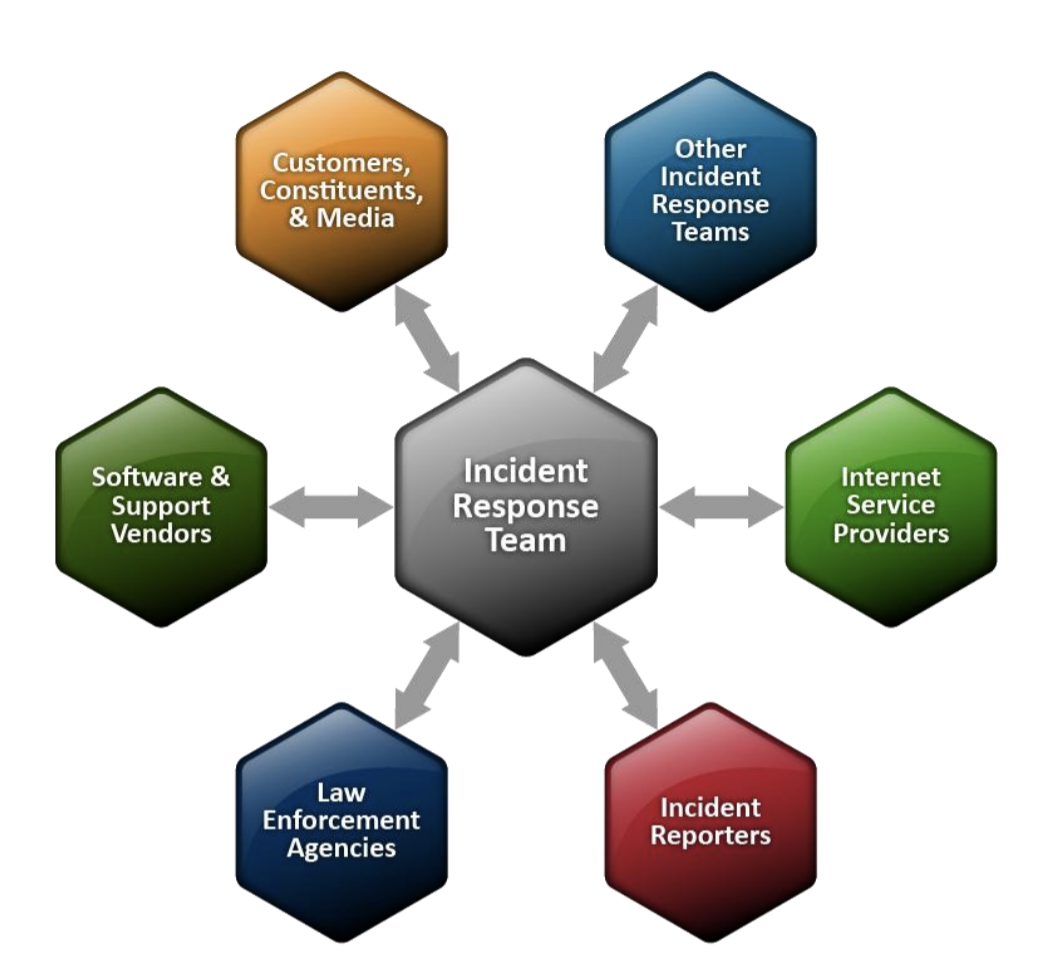 Customers,
Constituents,
& Media
Other
Incident
Response
Teams
Software &
Support
Vendors
Incident
Response
Team
Internet
Service
Providers
Law
Enforcement
Agencies
Incident
Reporters